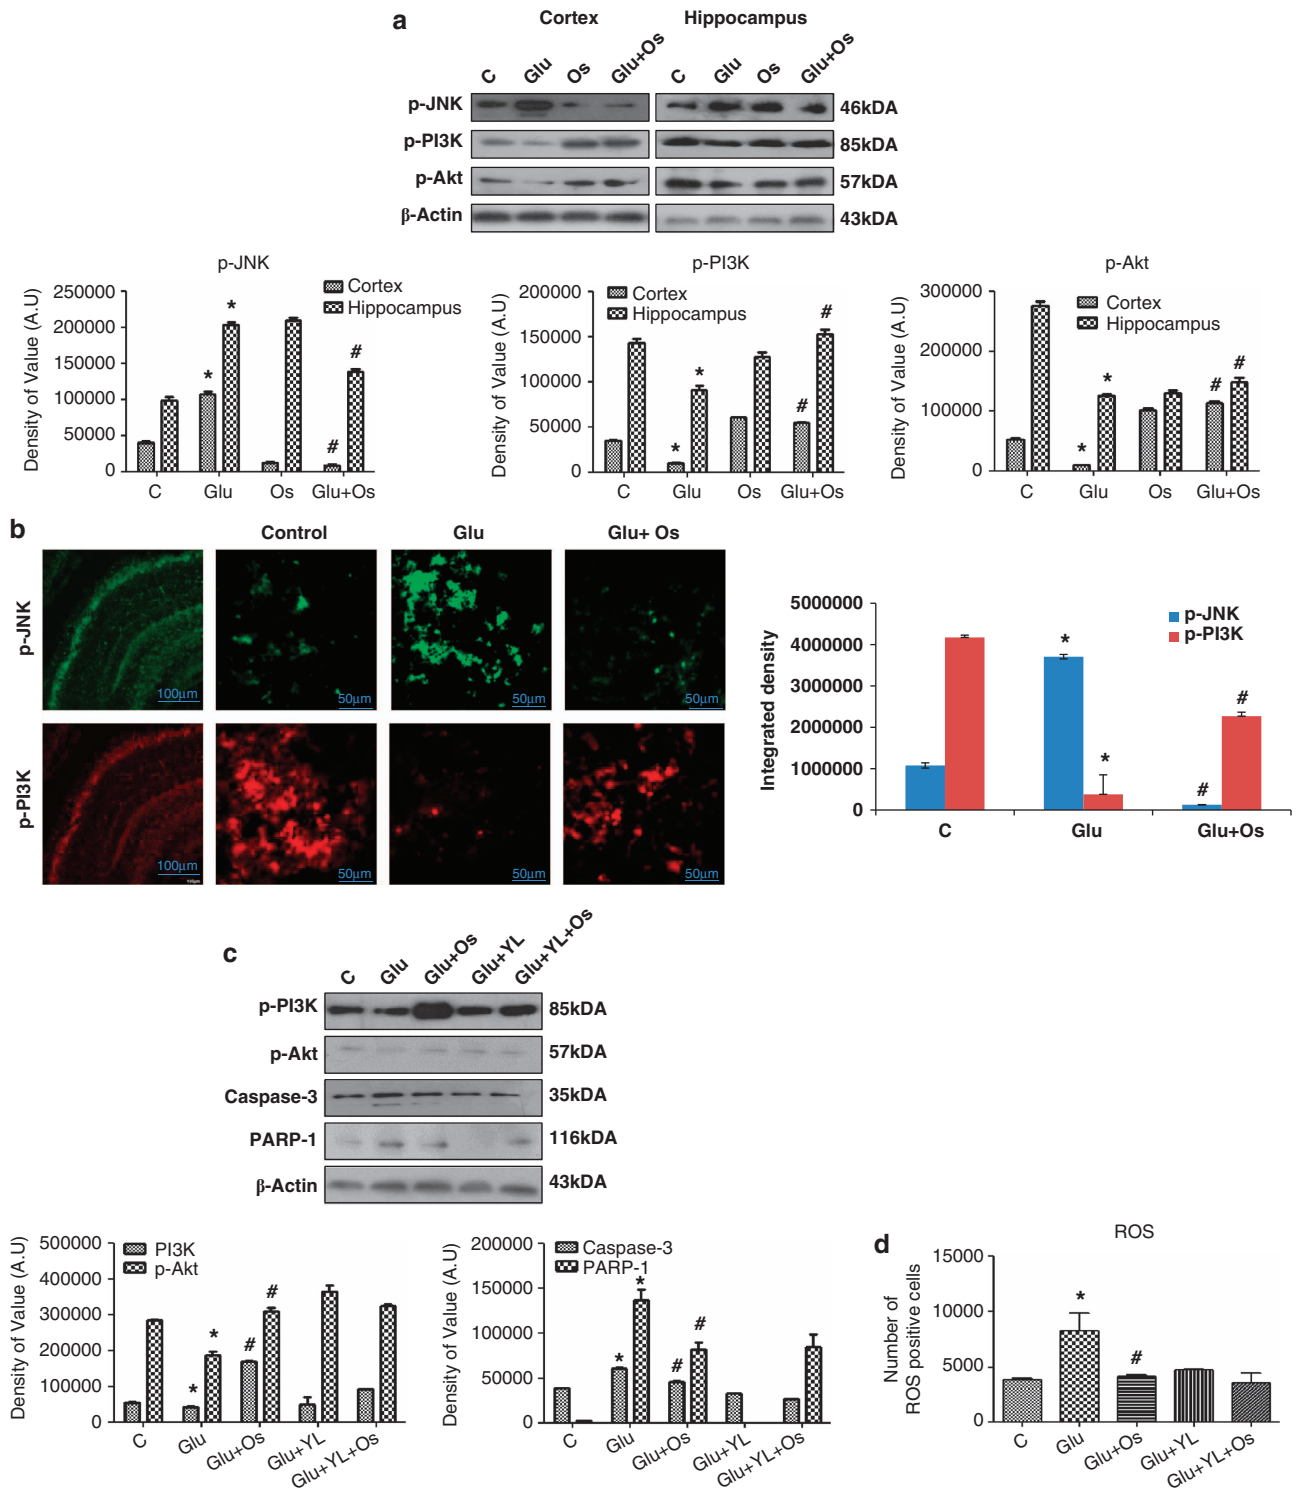 a
Cortex Hippocampus
C Glu Os Glu+Os C Glu Os Glu+Os
p-JNK 46kDA
p-PI3K 85kDA
p-Akt 57kDA
β-Actin 43kDA
p-JNK
Density of Value (A.U)
250000
200000
150000
100000
50000
0
Cortex
Hippocampus
* * # #
C Glu Os Glu+Os
p-PI3K
Density of Value (A.U)
200000
150000
100000
50000
0
Cortex
Hippocampus
* * # #
C Glu Os Glu+Os
p-Akt
Density of Value (A.U)
300000
200000
100000
0
Cortex
Hippocampus
* * # #
C Glu Os Glu+Os
b
Control Glu Glu+ Os
p-JNK
100μm 50μm 50μm 50μm
p-PI3K
100μm 50μm 50μm 50μm
Integrated density
5000000
4000000
3000000
2000000
1000000
0
p-JNK
p-PI3K
* * # #
C Glu Glu+Os
c
C Glu Glu+Os Glu+YL Glu+YL+Os
p-PI3K 85kDA
p-Akt 57kDA
Caspase-3 35kDA
PARP-1 116kDA
β-Actin 43kDA
Density of Value (A.U)
500000
400000
300000
200000
100000
0
PI3K
p-Akt
* * # #
C Glu Glu+Os Glu+YL Glu+YL+Os
Density of Value (A.U)
200000
150000
100000
50000
0
Caspase-3
PARP-1
* * # #
C Glu Glu+Os Glu+YL Glu+YL+Os
d
ROS
Number of
ROS positive cells
15000
10000
5000
0
* #
C Glu Glu+Os Glu+YL Glu+YL+Os